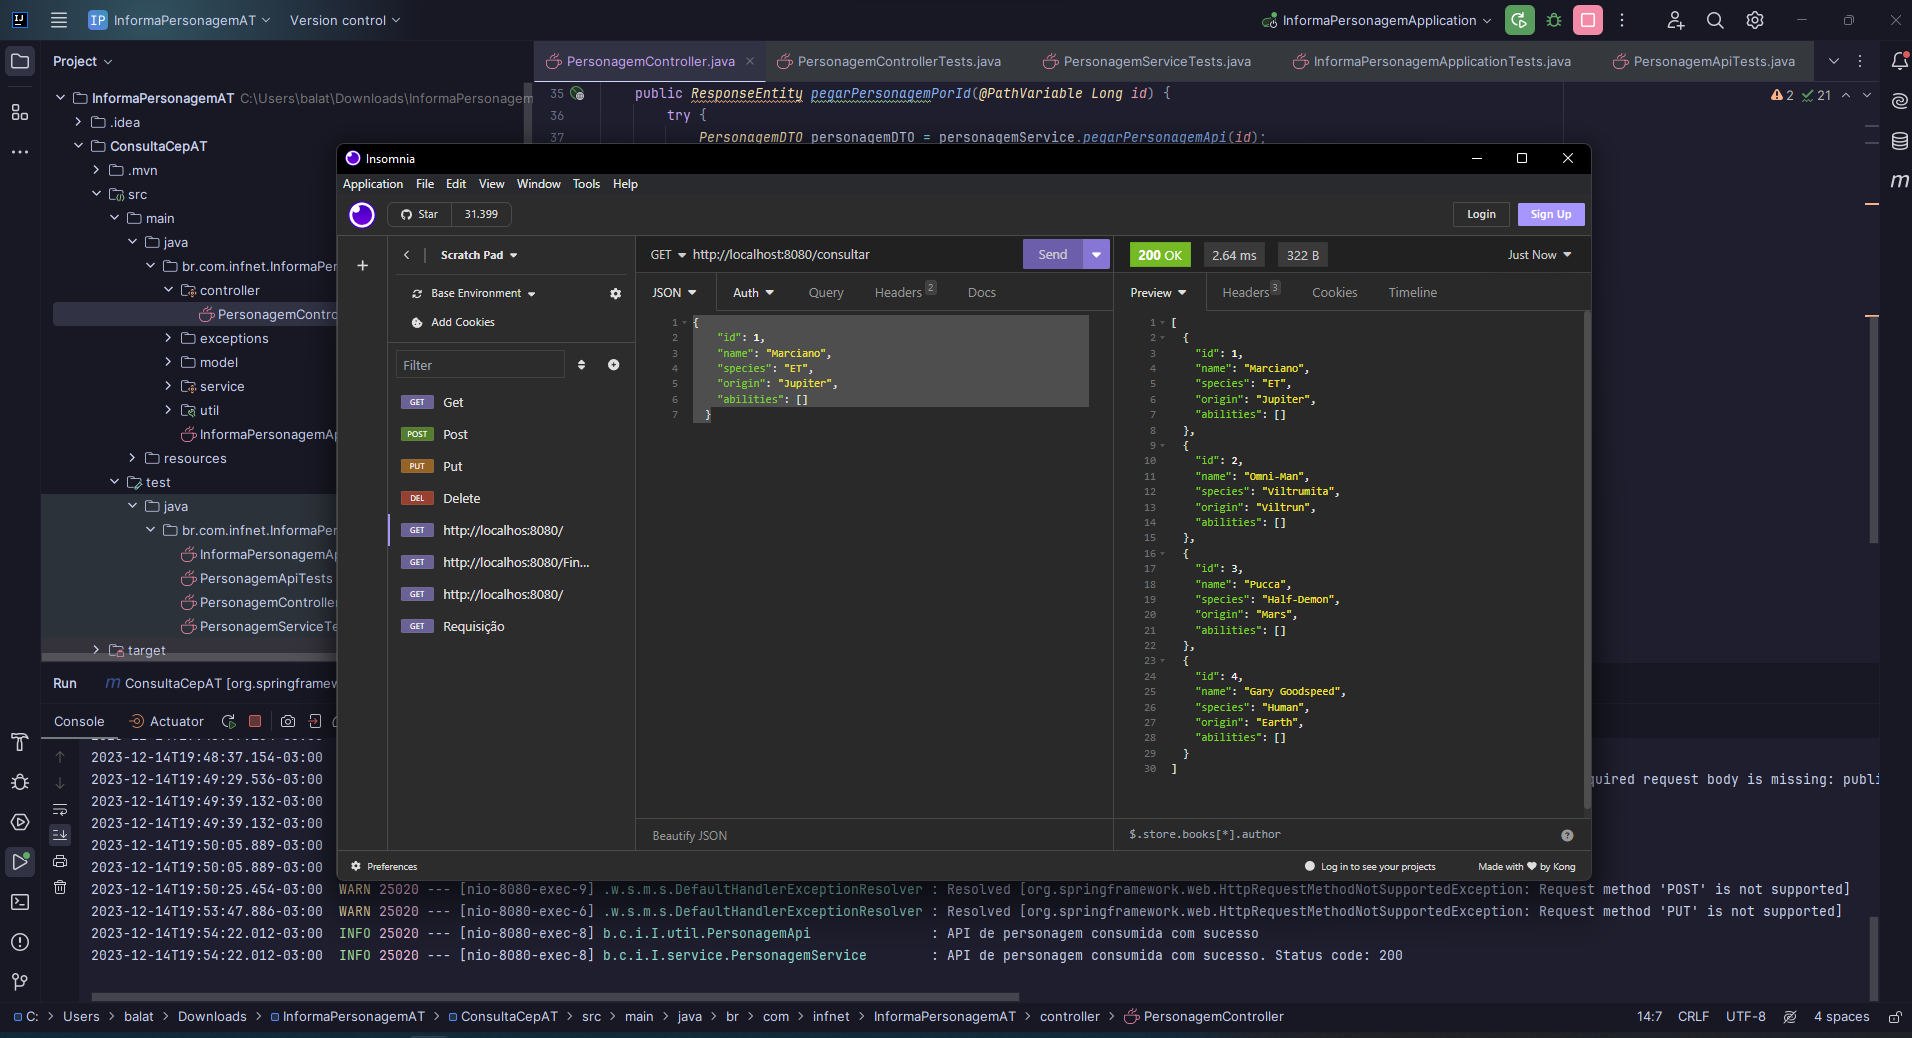 IP InformaPersonagemAT
Version control
InformaPersonagemApplication
Project
PersonagemController.java
PersonagemControllerTests.java
PersonagemServiceTests.java
InformaPersonagemApplicationTests.java
PersonagemApiTests.java
InformaPersonagemAT C:\Users\balat\Downloads\InformaPersonagem
.idea
ConsultaCepAT
.mvn
src
main
java
br.com.infnet.InformaPer
controller
PersonagemContro
exceptions
model
service
util
InformaPersonagemAp
resources
test
java
br.com.infnet.InformaPer
InformaPersonagemAp
PersonagemApiTests
PersonagemController
PersonagemServiceTe
target
35 public ResponseEntity pegarPersonagemPorId(@PathVariable Long id) {
36 try {
37 PersonagemDTO personagemDTO = personagemService.pegarPersonagemApi(id);
2 21
Insomnia
Application File Edit View Window Tools Help
Star 31.399
Login Sign Up
Scratch Pad
Base Environment
Add Cookies
Filter
GET Get
POST Post
PUT Put
DEL Delete
GET http://localhos:8080/
GET http://localhos:8080/Fin...
GET http://localhos:8080/
GET Requisição
GET http://localhost:8080/consultar Send
JSON Auth Query Headers 2 Docs
1 {
2 "id": 1,
3 "name": "Marciano",
4 "species": "ET",
5 "origin": "Jupiter",
6 "abilities": []
7 }
Beautify JSON
200 OK 2.64 ms 322 B Just Now
Preview Headers 3 Cookies Timeline
1 [
2 {
3 "id": 1,
4 "name": "Marciano",
5 "species": "ET",
6 "origin": "Jupiter",
7 "abilities": []
8 },
9 {
10 "id": 2,
11 "name": "Omni-Man",
12 "species": "Viltrumita",
13 "origin": "Viltrun",
14 "abilities": []
15 },
16 {
17 "id": 3,
18 "name": "Pucca",
19 "species": "Half-Demon",
20 "origin": "Mars",
21 "abilities": []
22 },
23 {
24 "id": 4,
25 "name": "Gary Goodspeed",
26 "species": "Human",
27 "origin": "Earth",
28 "abilities": []
29 }
30 ]
$.store.books[*].author
Preferences
Log in to see your projects
Made with ♥ by Kong
Run ConsultaCepAT [org.springframew
Console Actuator
2023-12-14T19:48:37.154-03:00
2023-12-14T19:49:29.536-03:00 quired request body is missing: publi
2023-12-14T19:49:39.132-03:00
2023-12-14T19:49:39.132-03:00
2023-12-14T19:50:05.889-03:00
2023-12-14T19:50:05.889-03:00
2023-12-14T19:50:25.454-03:00 WARN 25020 --- [nio-8080-exec-9] .w.s.m.s.DefaultHandlerExceptionResolver : Resolved [org.springframework.web.HttpRequestMethodNotSupportedException: Request method 'POST' is not supported]
2023-12-14T19:53:47.886-03:00 WARN 25020 --- [nio-8080-exec-6] .w.s.m.s.DefaultHandlerExceptionResolver : Resolved [org.springframework.web.HttpRequestMethodNotSupportedException: Request method 'PUT' is not supported]
2023-12-14T19:54:22.012-03:00 INFO 25020 --- [nio-8080-exec-8] b.c.i.I.util.PersonagemApi : API de personagem consumida com sucesso
2023-12-14T19:54:22.012-03:00 INFO 25020 --- [nio-8080-exec-8] b.c.i.I.service.PersonagemService : API de personagem consumida com sucesso. Status code: 200
C: > Users > balat > Downloads > InformaPersonagemAT > ConsultaCepAT > src > main > java > br > com > infnet > InformaPersonagemAT > controller > PersonagemController
14:7 CRLF UTF-8 4 spaces